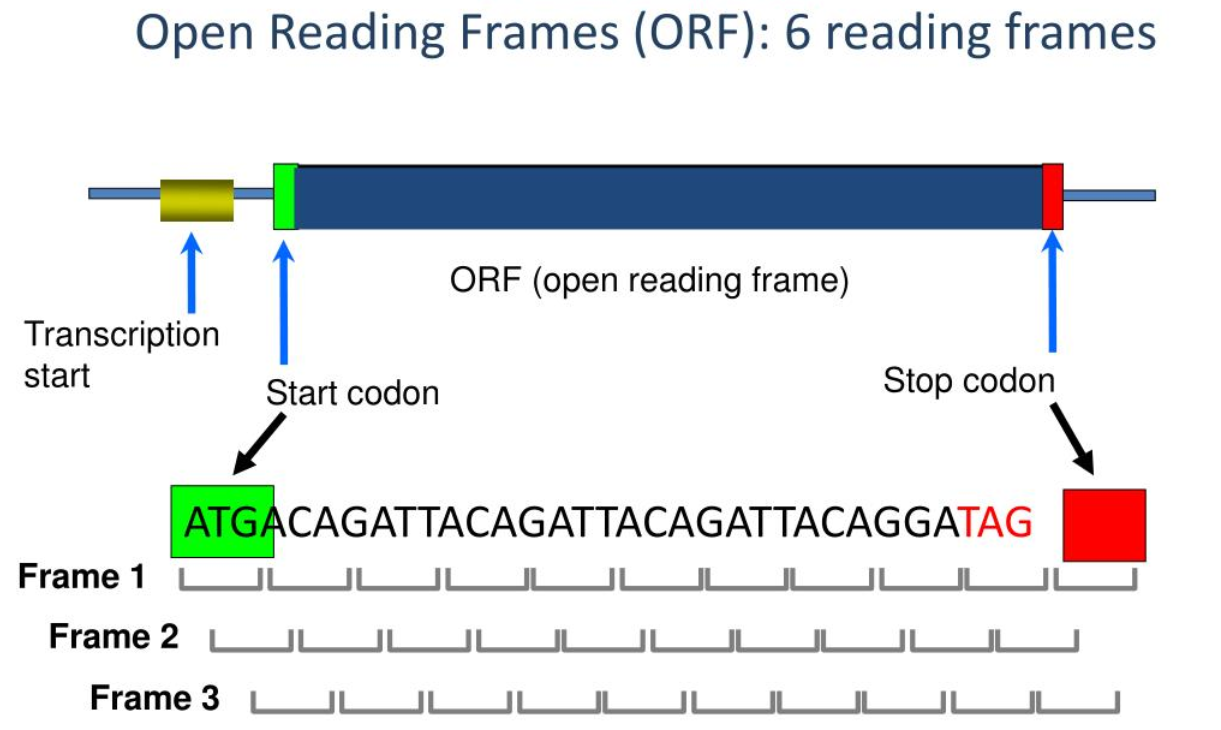 Open Reading Frames (ORF): 6 reading frames
ORF (open reading frame)
Transcription
start
Start codon
Stop codon
ATGACAGATTACAGATTACAGATTACAGGATAG
Frame 1
Frame 2
Frame 3